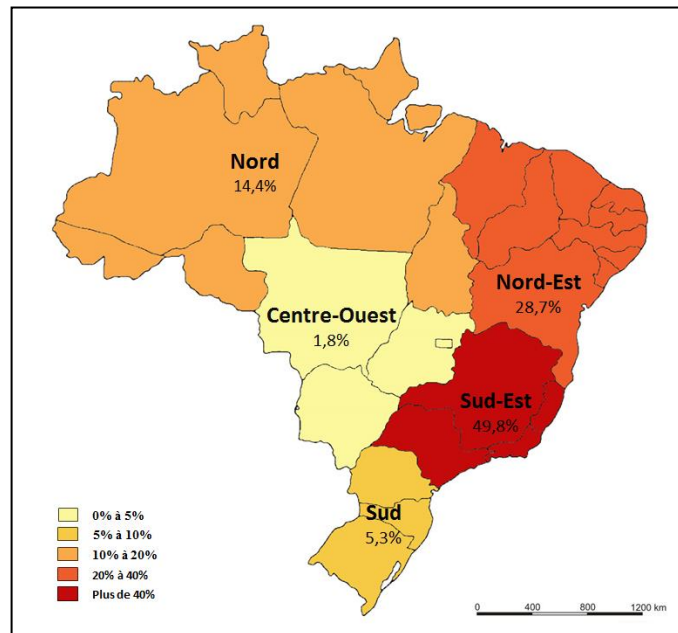 Nord
14,4%
Nord-Est
28,7%
Centre-Ouest
1,8%
Sud-Est
49,8%
Sud
5,3%
0% à 5%
5% à 10%
10% à 20%
20% à 40%
Plus de 40%
0 400 800 1200 km